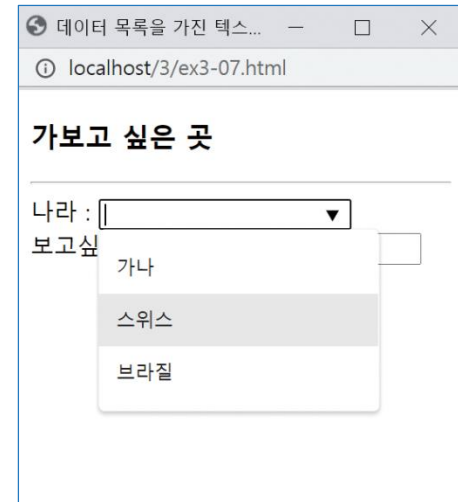 데이터 목록을 가진 텍스...
localhost/3/ex3-07.html
가보고 싶은 곳
나라 :
보고싶
가나
스위스
브라질